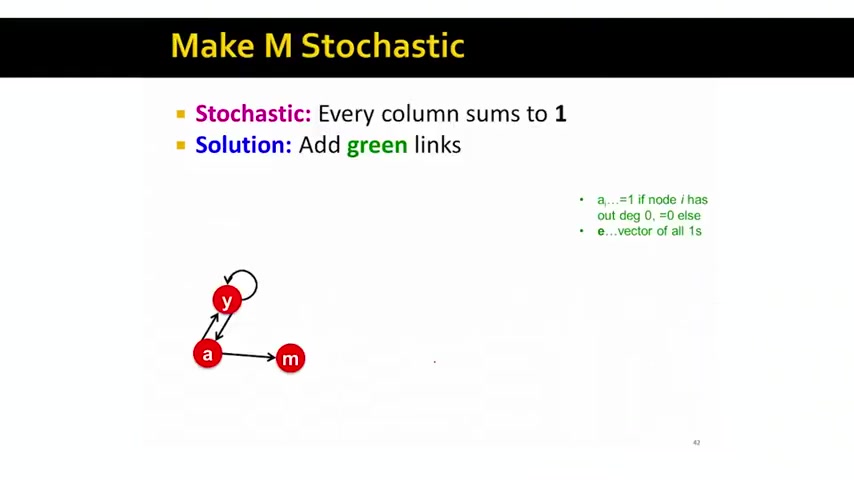 Make M Stochastic
Stochastic: Every column sums to 1
Solution: Add green links
• ai…=1 if node i has
out deg 0, =0 else
• e…vector of all 1s
y
a
m
42